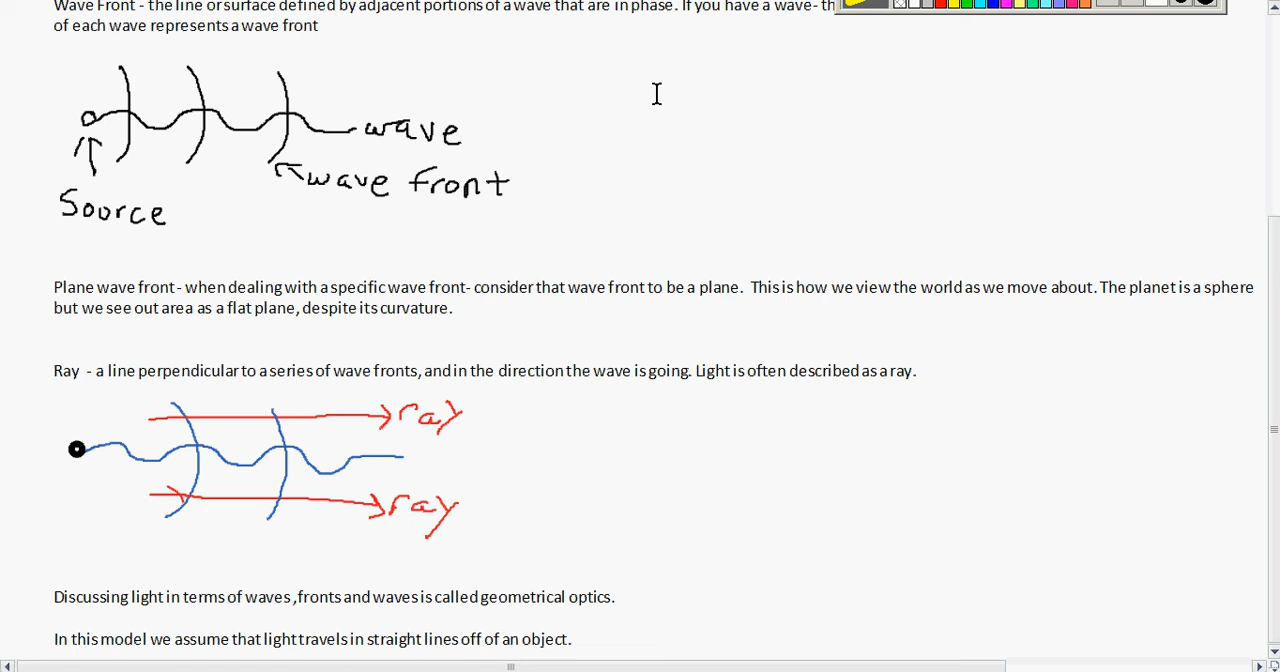 Wave Front - the line or surface defined by adjacent portions of a wave that are in phase. If you have a wave- th
of each wave represents a wave front
wave
wave front
Source
Plane wave front - when dealing with a specific wave front- consider that wave front to be a plane. This is how we view the world as we move about. The planet is a sphere
but we see out area as a flat plane, despite its curvature.
Ray - a line perpendicular to a series of wave fronts, and in the direction the wave is going. Light is often described as a ray.
ray
ray
Discussing light in terms of waves ,fronts and waves is called geometrical optics.
In this model we assume that light travels in straight lines off of an object.